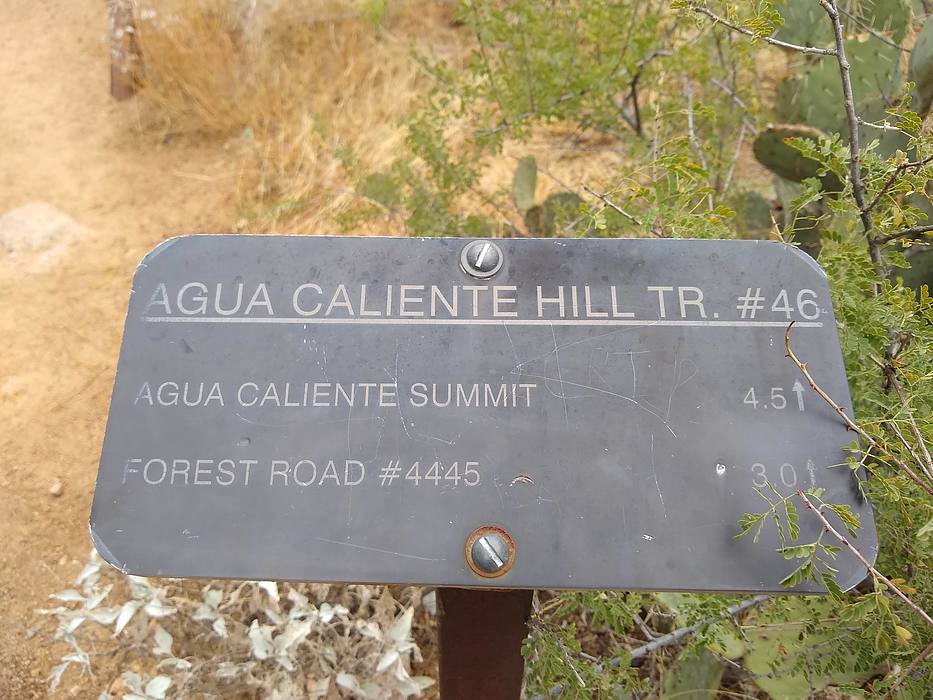 AGUA CALIENTE HILL TR. #46
AGUA CALIENTE SUMMIT 4.5↑
FOREST ROAD #4445 3.0↑